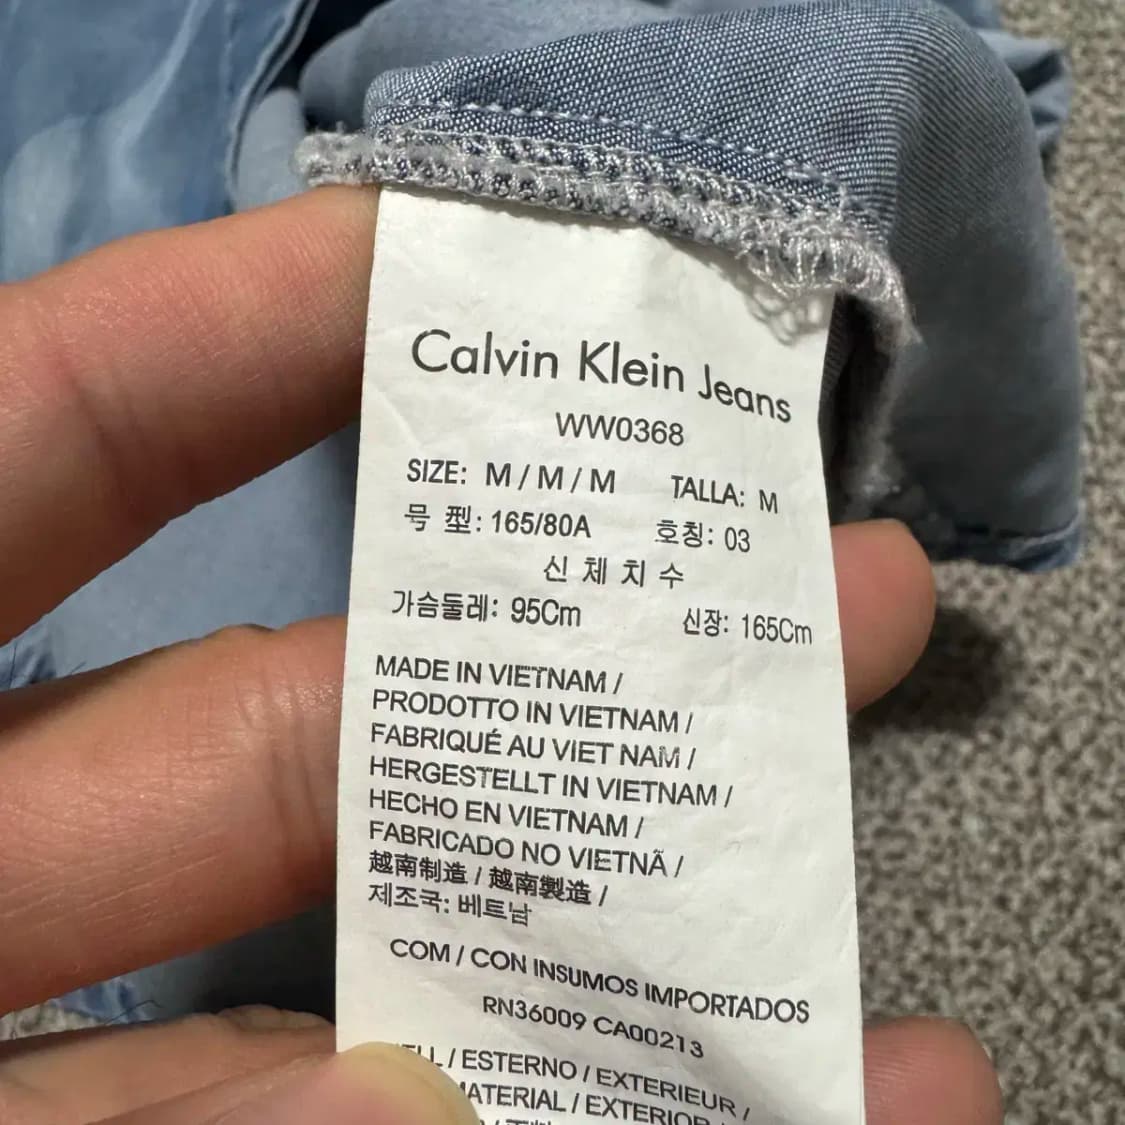 Calvin Klein Jeans
WW0368
SIZE: M / M / M TALLA: M
号 型: 165/80A 호칭: 03
신 체 치 수
가슴둘레: 95Cm 신장: 165Cm
MADE IN VIETNAM /
PRODOTTO IN VIETNAM /
FABRIQUÉ AU VIET NAM /
HERGESTELLT IN VIETNAM /
HECHO EN VIETNAM /
FABRICADO NO VIETNÃ /
越南制造 / 越南製造 /
제조국: 베트남
COM / CON INSUMOS IMPORTADOS
RN36009 CA00213
/ ESTERNO / EXTERIEUR /
MATERIAL / EXTERIOR